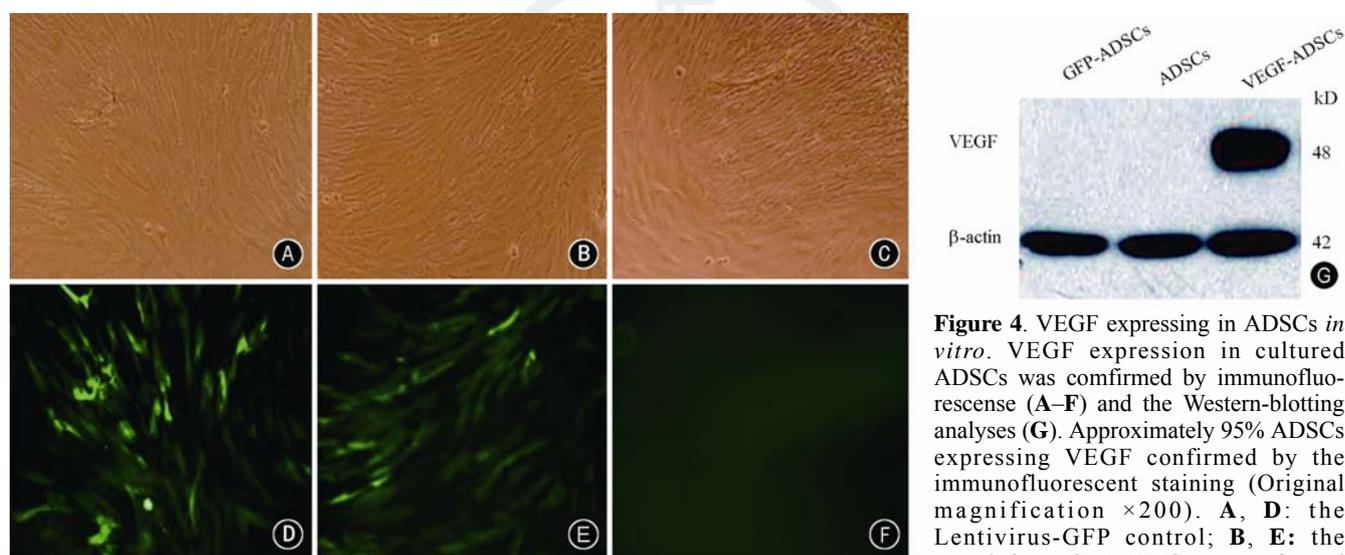 A
B
C
D
E
F
GFP-ADSCs
ADSCs
VEGF-ADSCs
kD
VEGF
48
β-actin
42
G
Figure 4. VEGF expressing in ADSCs in
vitro. VEGF expression in cultured
ADSCs was comfirmed by immunofluo-
rescense (A–F) and the Western-blotting
analyses (G). Approximately 95% ADSCs
expressing VEGF confirmed by the
immunofluorescent staining (Original
magnification ×200). A, D: the
Lentivirus-GFP control; B, E: the